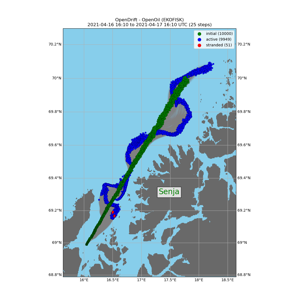 OpenDrift - OpenOil (EKOFISK)
2021-04-16 16:10 to 2021-04-17 16:10 UTC (25 steps)
initial (10000)
active (9949)
stranded (51)
70.2°N 70.2°N
70°N 70°N
69.8°N 69.8°N
69.6°N 69.6°N
69.4°N 69.4°N
Senja
69.2°N 69.2°N
69°N 69°N
68.8°N 68.8°N
16°E 16.5°E 17°E 17.5°E 18°E 18.5°E